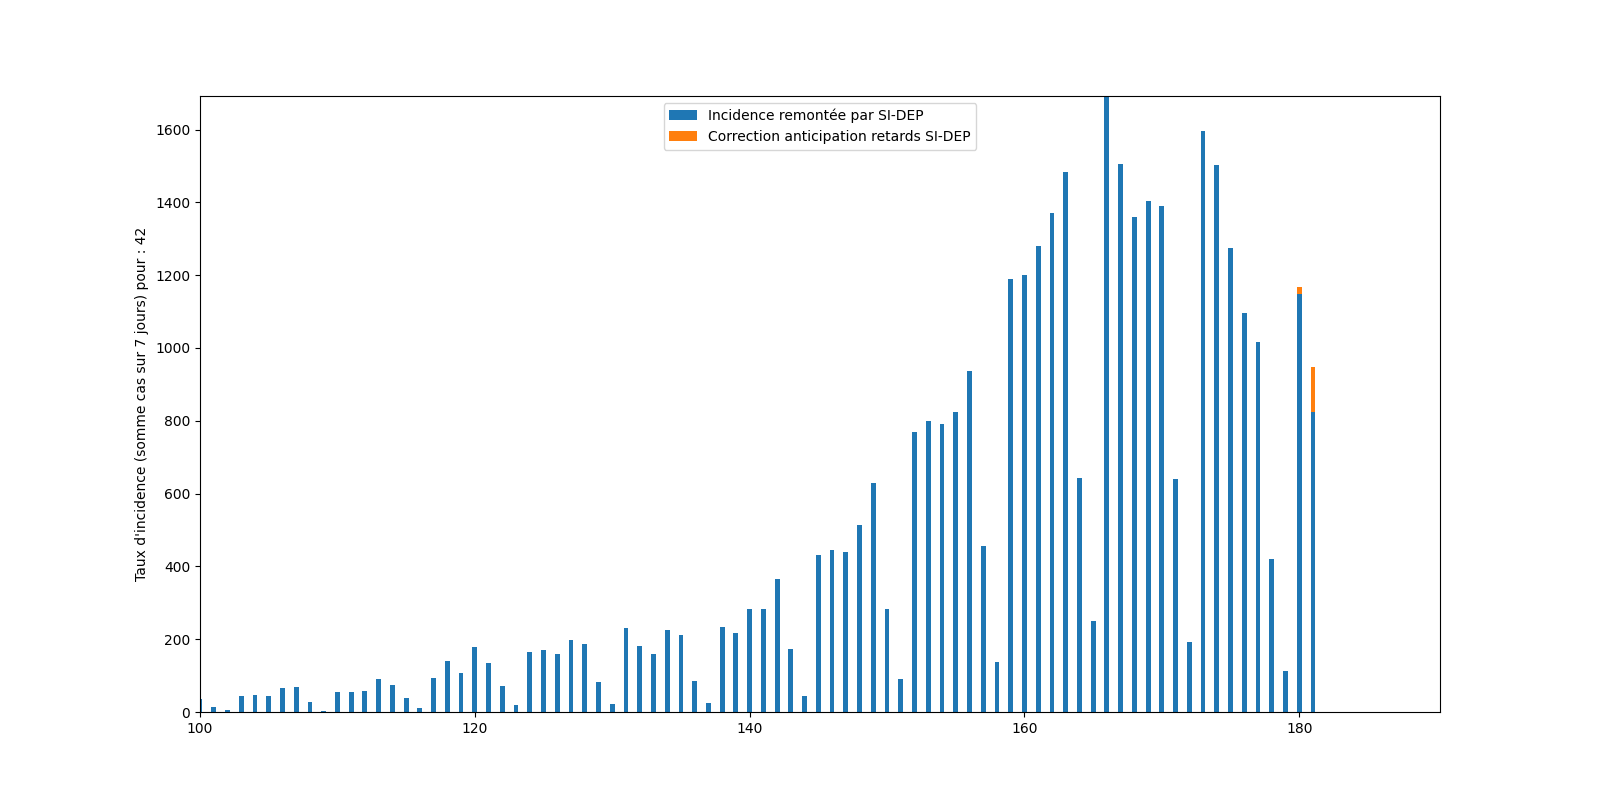 Incidence remontée par SI-DEP
Correction anticipation retards SI-DEP
Taux d'incidence (somme cas sur 7 jours) pour : 42
1600
1400
1200
1000
800
600
400
200
0
100 120 140 160 180